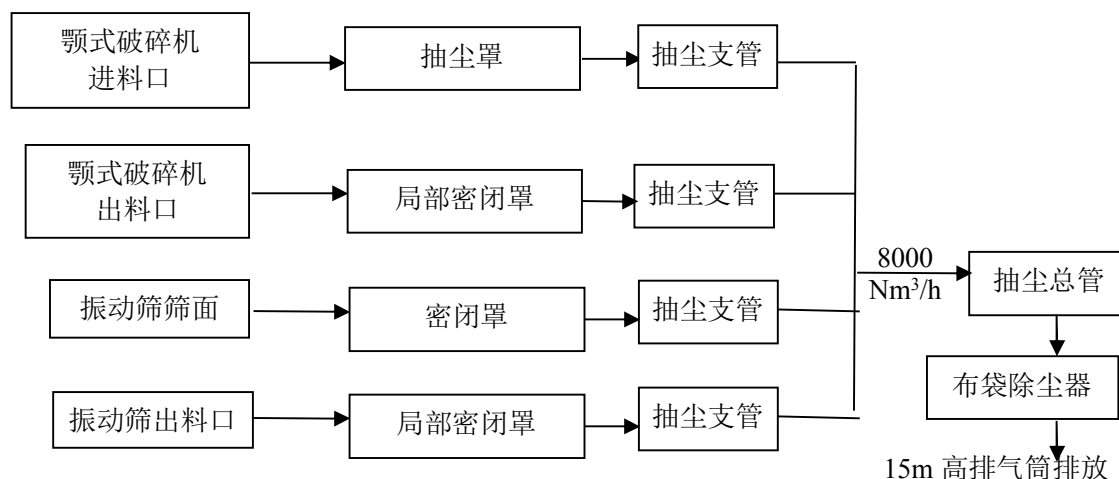 颚式破碎机
进料口
抽尘罩
抽尘支管
颚式破碎机
出料口
局部密闭罩
抽尘支管
8000
Nm³/h
抽尘总管
振动筛筛面
密闭罩
抽尘支管
布袋除尘器
振动筛出料口
局部密闭罩
抽尘支管
15m 高排气筒排放